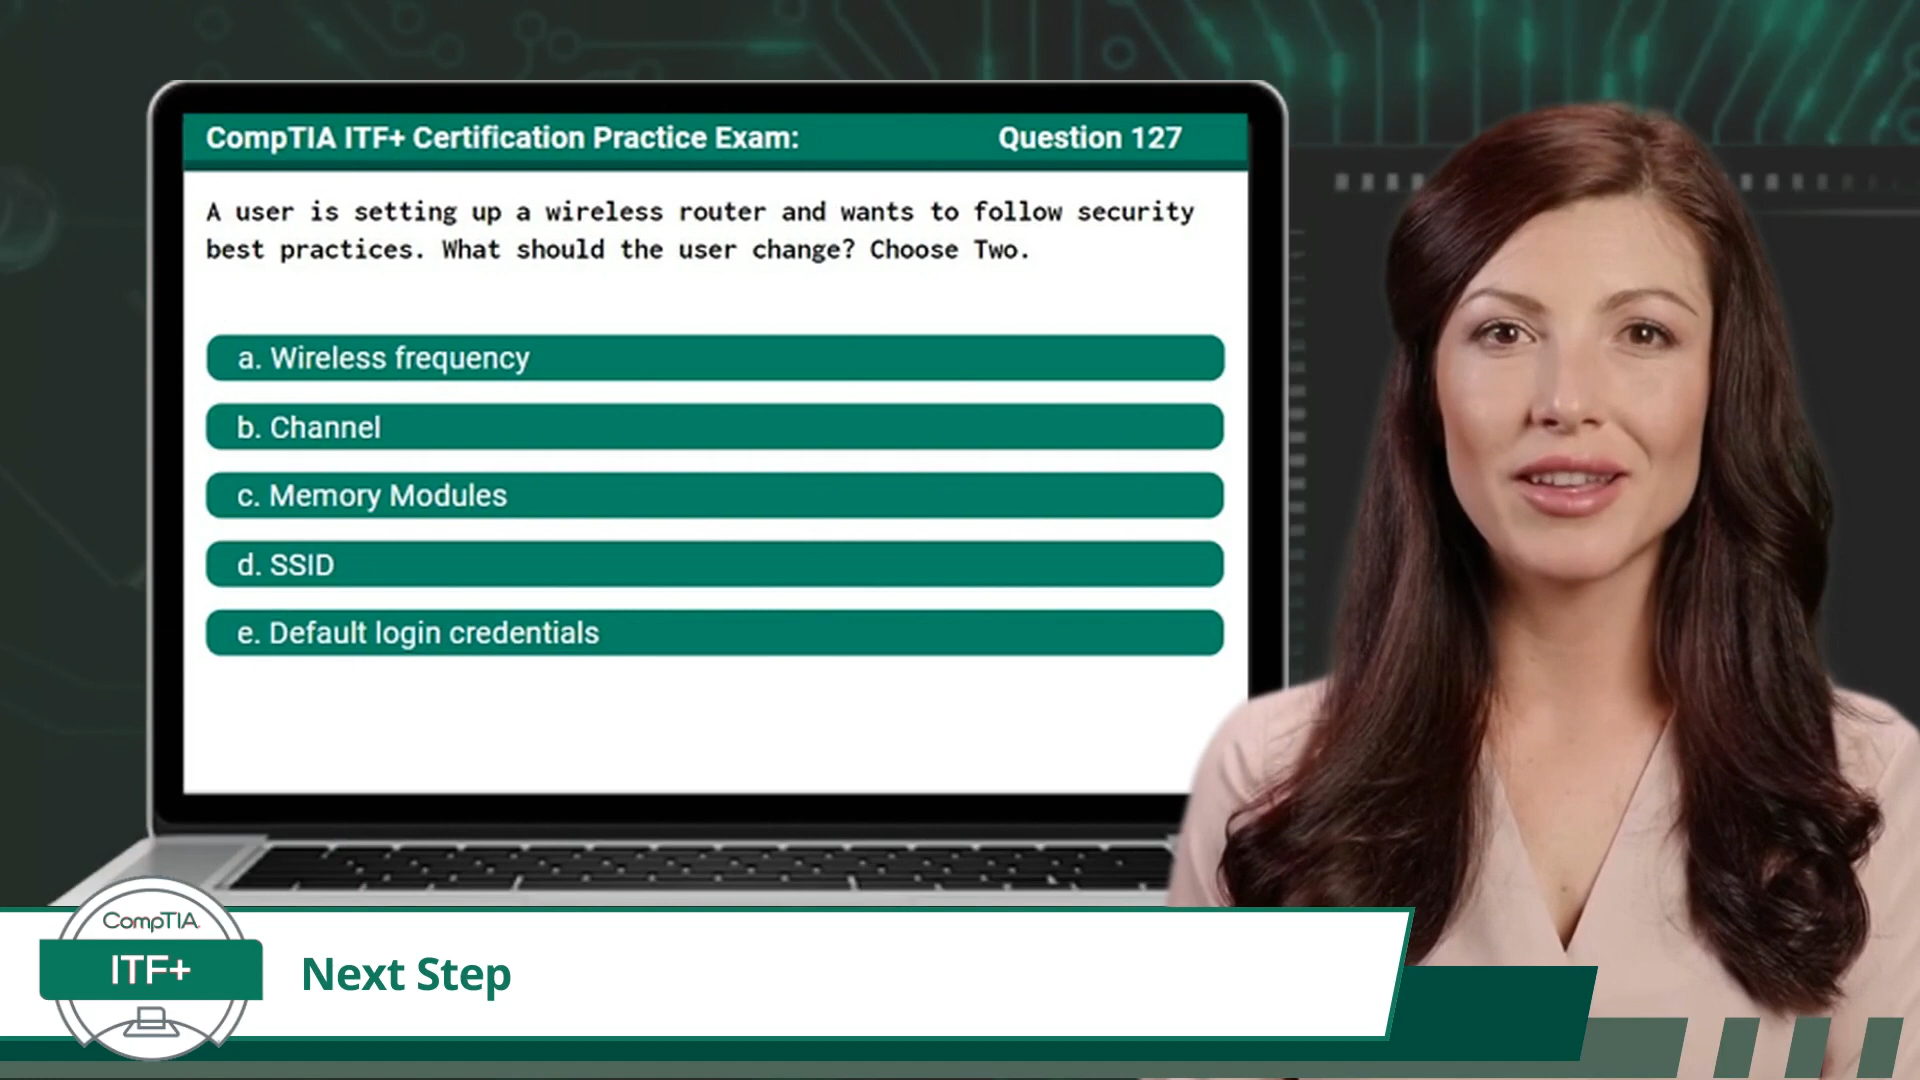 CompTIA ITF+ Certification Practice Exam: Question 127
A user is setting up a wireless router and wants to follow security
best practices. What should the user change? Choose Two.
a. Wireless frequency
b. Channel
c. Memory Modules
d. SSID
e. Default login credentials
CompTIA
ITF+
Next Step